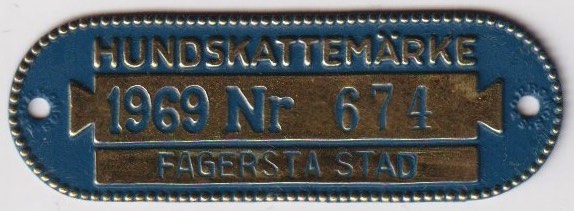 HUNDSKATTEMÄRKE
1969 Nr 674
FAGERSTA STAD